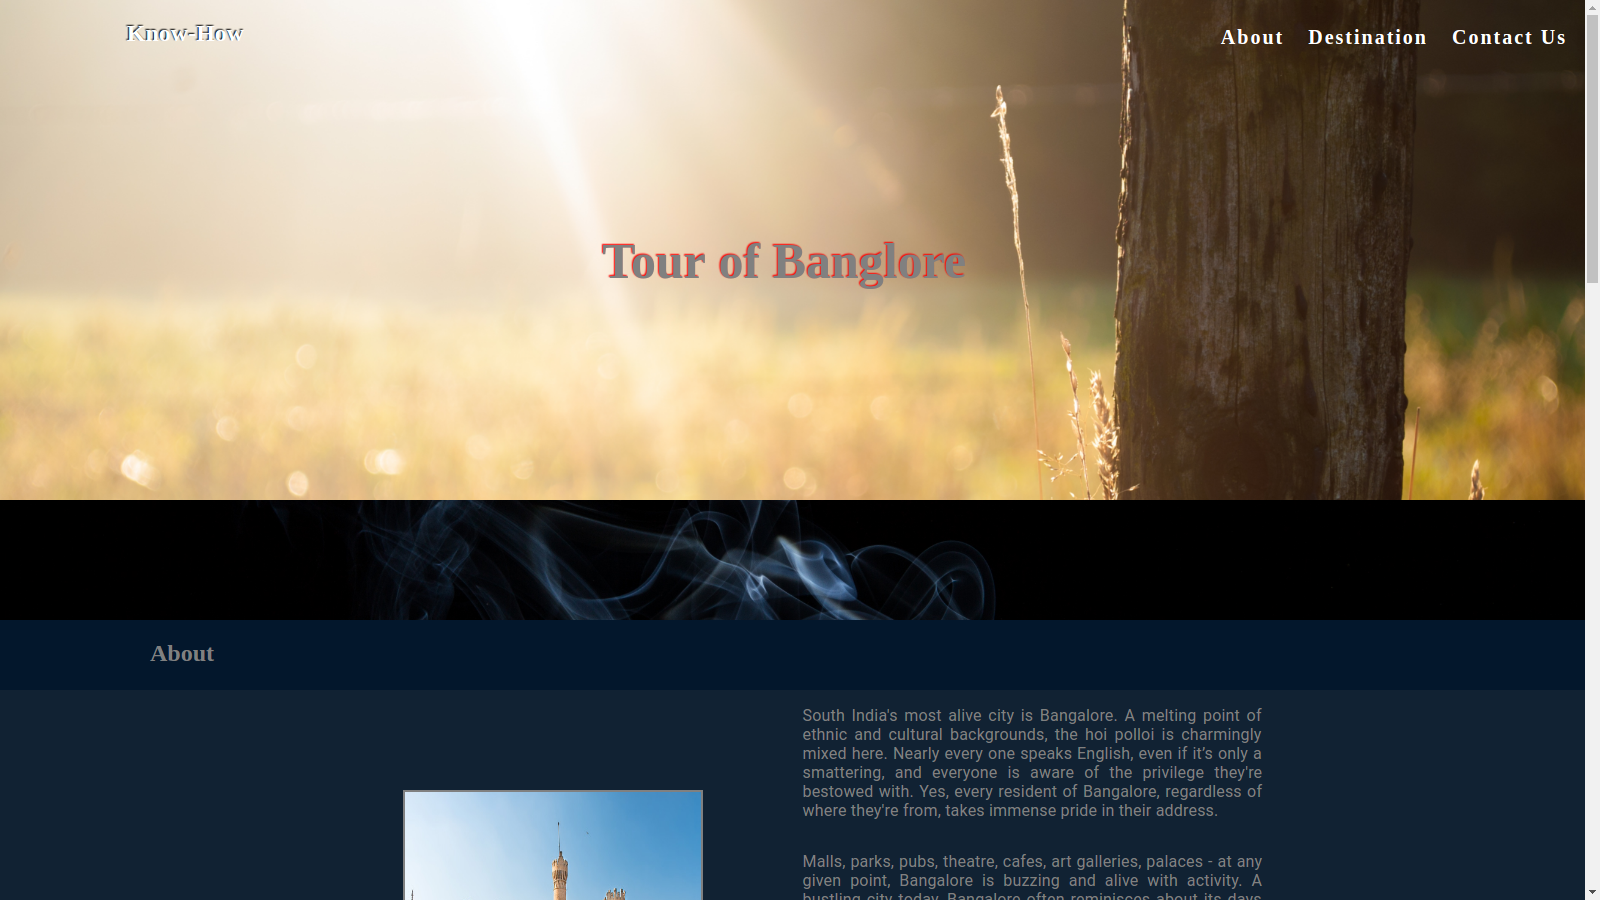 Know-How
About Destination Contact Us
Tour of Banglore
About
South India's most alive city is Bangalore. A melting point of
ethnic and cultural backgrounds, the hoi polloi is charmingly
mixed here. Nearly every one speaks English, even if it’s only a
smattering, and everyone is aware of the privilege they're
bestowed with. Yes, every resident of Bangalore, regardless of
where they're from, takes immense pride in their address.
Malls, parks, pubs, theatre, cafes, art galleries, palaces - at any
given point, Bangalore is buzzing and alive with activity. A
bustling city today, Bangalore often reminisces about its days